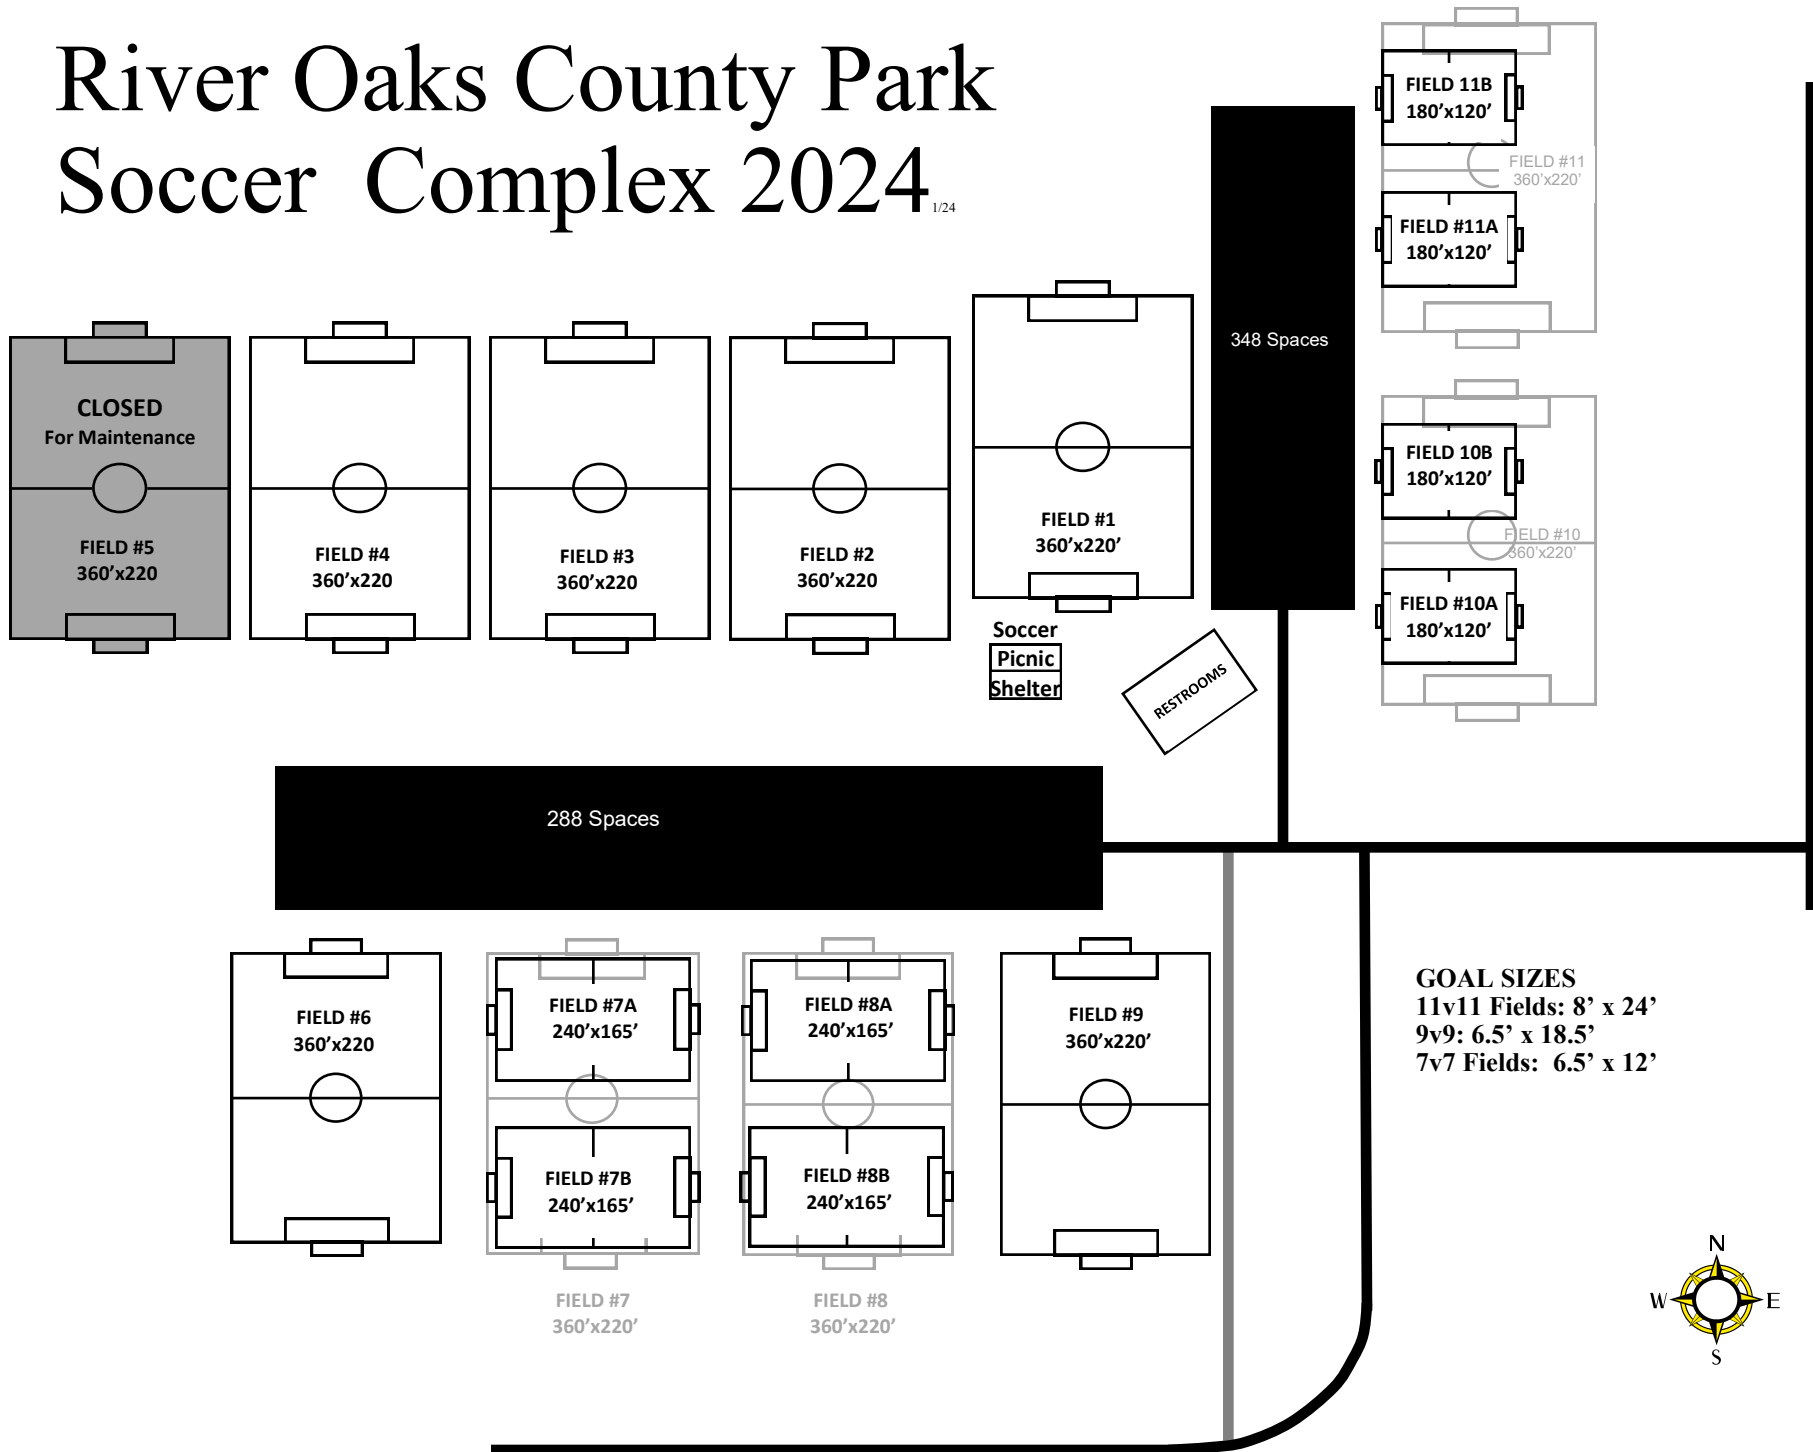 River Oaks County Park
Soccer Complex 2024
1/24
FIELD 11B
180’x120’
FIELD #11
360’x220’
FIELD #11A
180’x120’
348 Spaces
CLOSED
For Maintenance
FIELD #5
360’x220
FIELD #4
360’x220
FIELD #3
360’x220
FIELD #2
360’x220
FIELD #1
360’x220’
FIELD 10B
180’x120’
FIELD #10
360’x220’
FIELD #10A
180’x120’
Soccer
Picnic
Shelter
RESTROOMS
288 Spaces
FIELD #6
360’x220
FIELD #7A
240’x165’
FIELD #8A
240’x165’
FIELD #9
360’x220’
FIELD #7B
240’x165’
FIELD #8B
240’x165’
FIELD #7
360’x220’
FIELD #8
360’x220’
GOAL SIZES
11v11 Fields: 8’ x 24’
9v9: 6.5’ x 18.5’
7v7 Fields:  6.5’ x 12’
N
W E
S